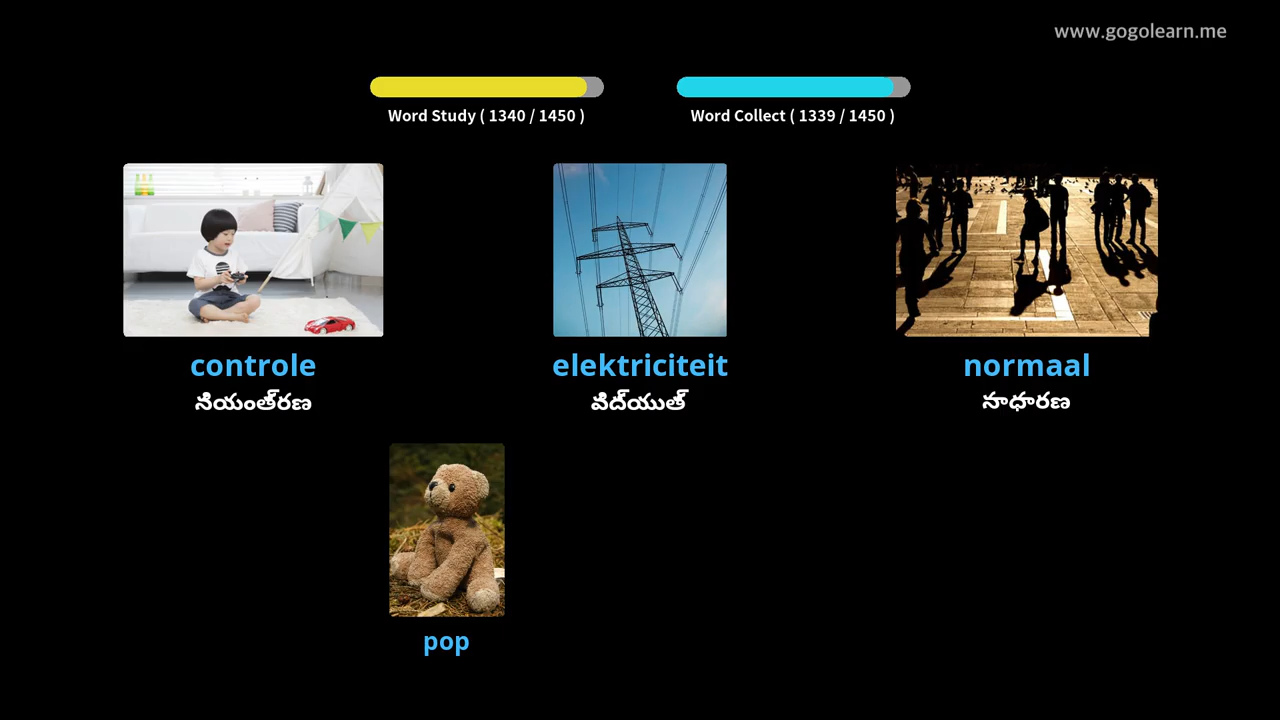 www.gogolearn.me
Word Study ( 1340 / 1450 )
Word Collect ( 1339 / 1450 )
controle
elektriciteit
normaal
నియంత్రణ
విద్యుత్
సాధారణ
pop